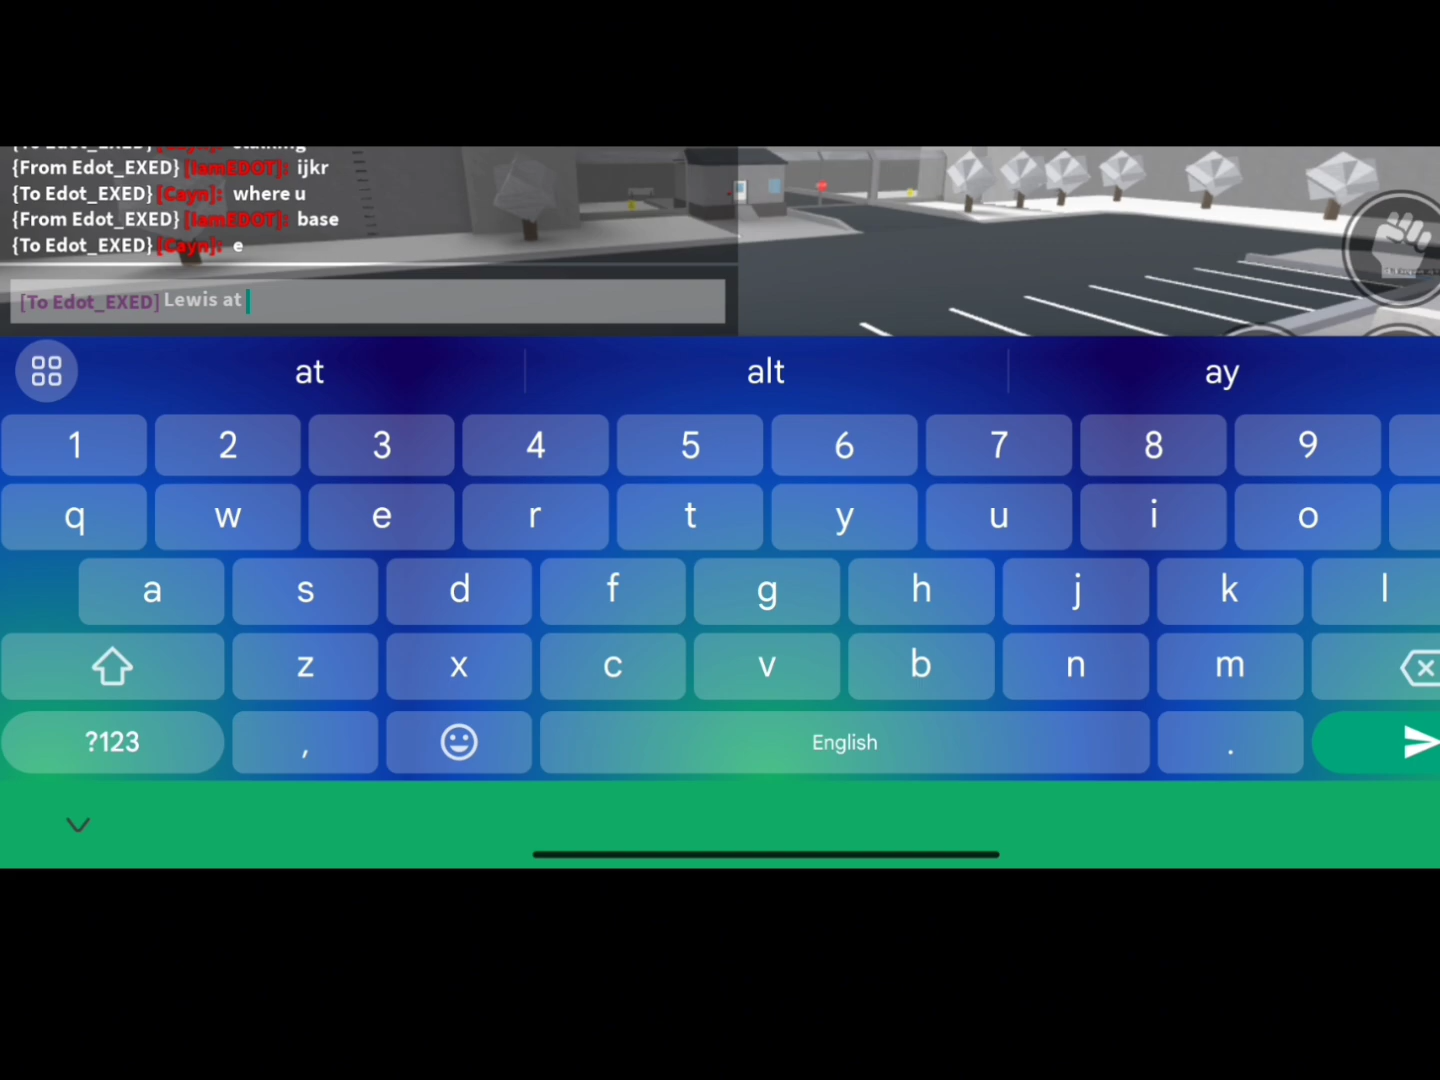 {From Edot_EXED} [IamEDOT]: ijkr
{To Edot_EXED} [Cayn]: where u
{From Edot_EXED} [IamEDOT]: base
{To Edot_EXED} [Cayn]: e
[To Edot_EXED] Lewis at
at alt ay
1 2 3 4 5 6 7 8 9
q w e r t y u i o
a s d f g h j k l
z x c v b n m
?123 , English .